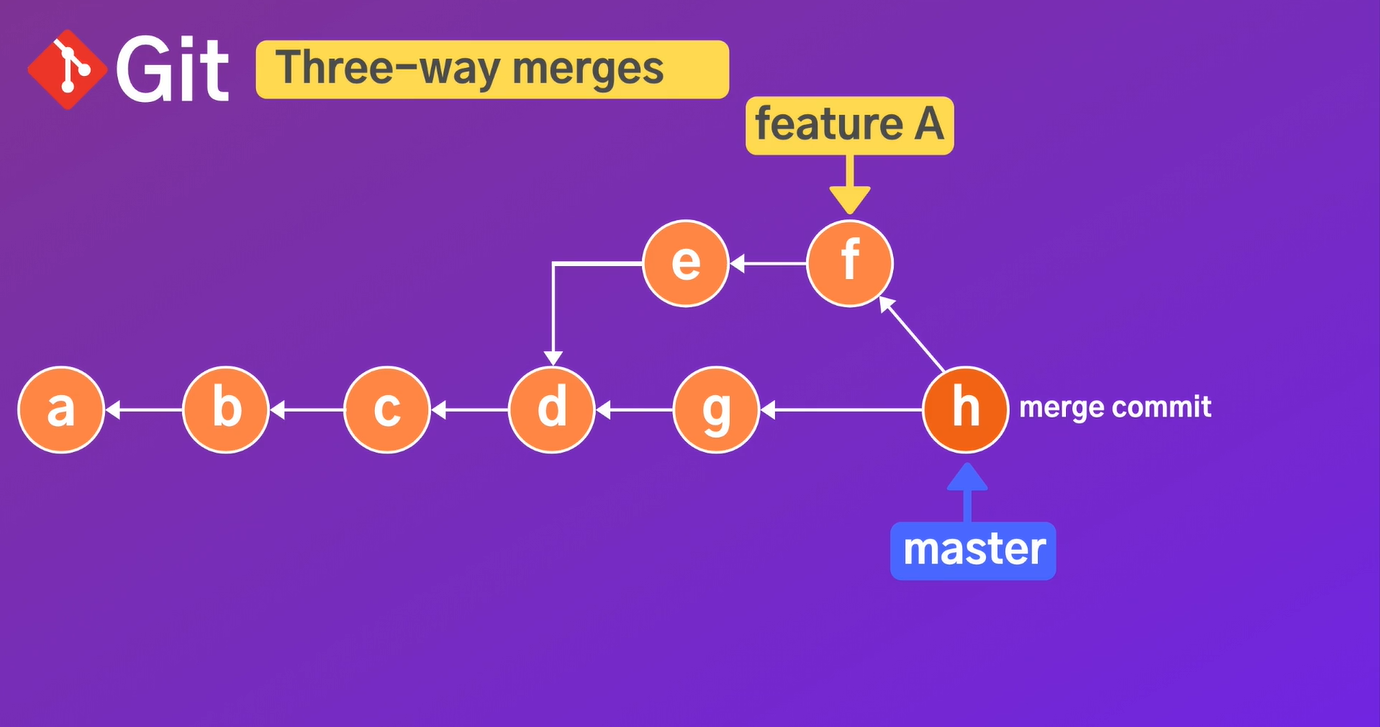 Git
Three-way merges
feature A
e
f
a
b
c
d
g
h
merge commit
master